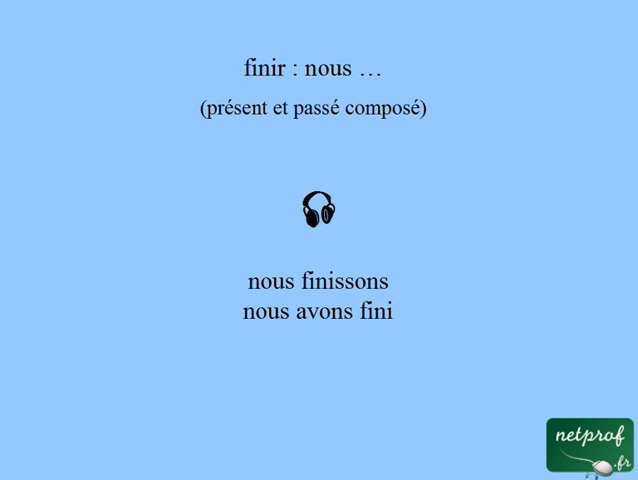 finir : nous …
(présent et passé composé)
nous finissons
nous avons fini
netprof
.fr